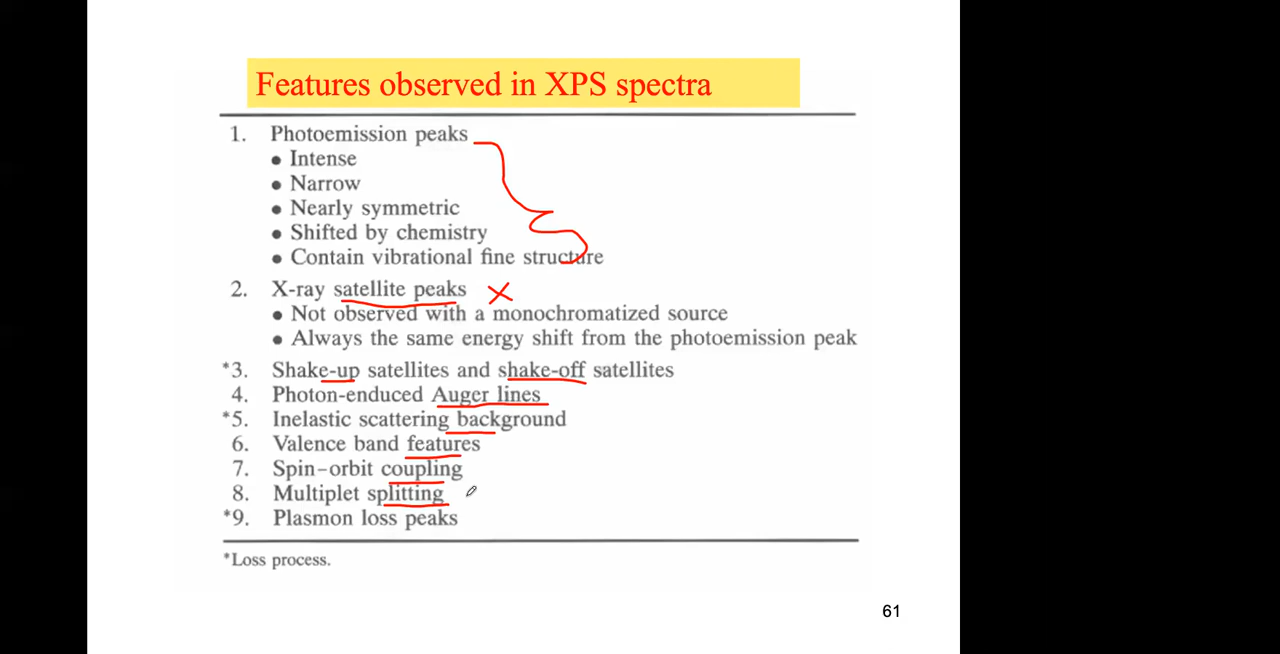 Features observed in XPS spectra
1. Photoemission peaks
• Intense
• Narrow
• Nearly symmetric
• Shifted by chemistry
• Contain vibrational fine structure
2. X-ray satellite peaks
• Not observed with a monochromatized source
• Always the same energy shift from the photoemission peak
*3. Shake-up satellites and shake-off satellites
4. Photon-enduced Auger lines
*5. Inelastic scattering background
6. Valence band features
7. Spin-orbit coupling
8. Multiplet splitting
*9. Plasmon loss peaks
*Loss process.
61